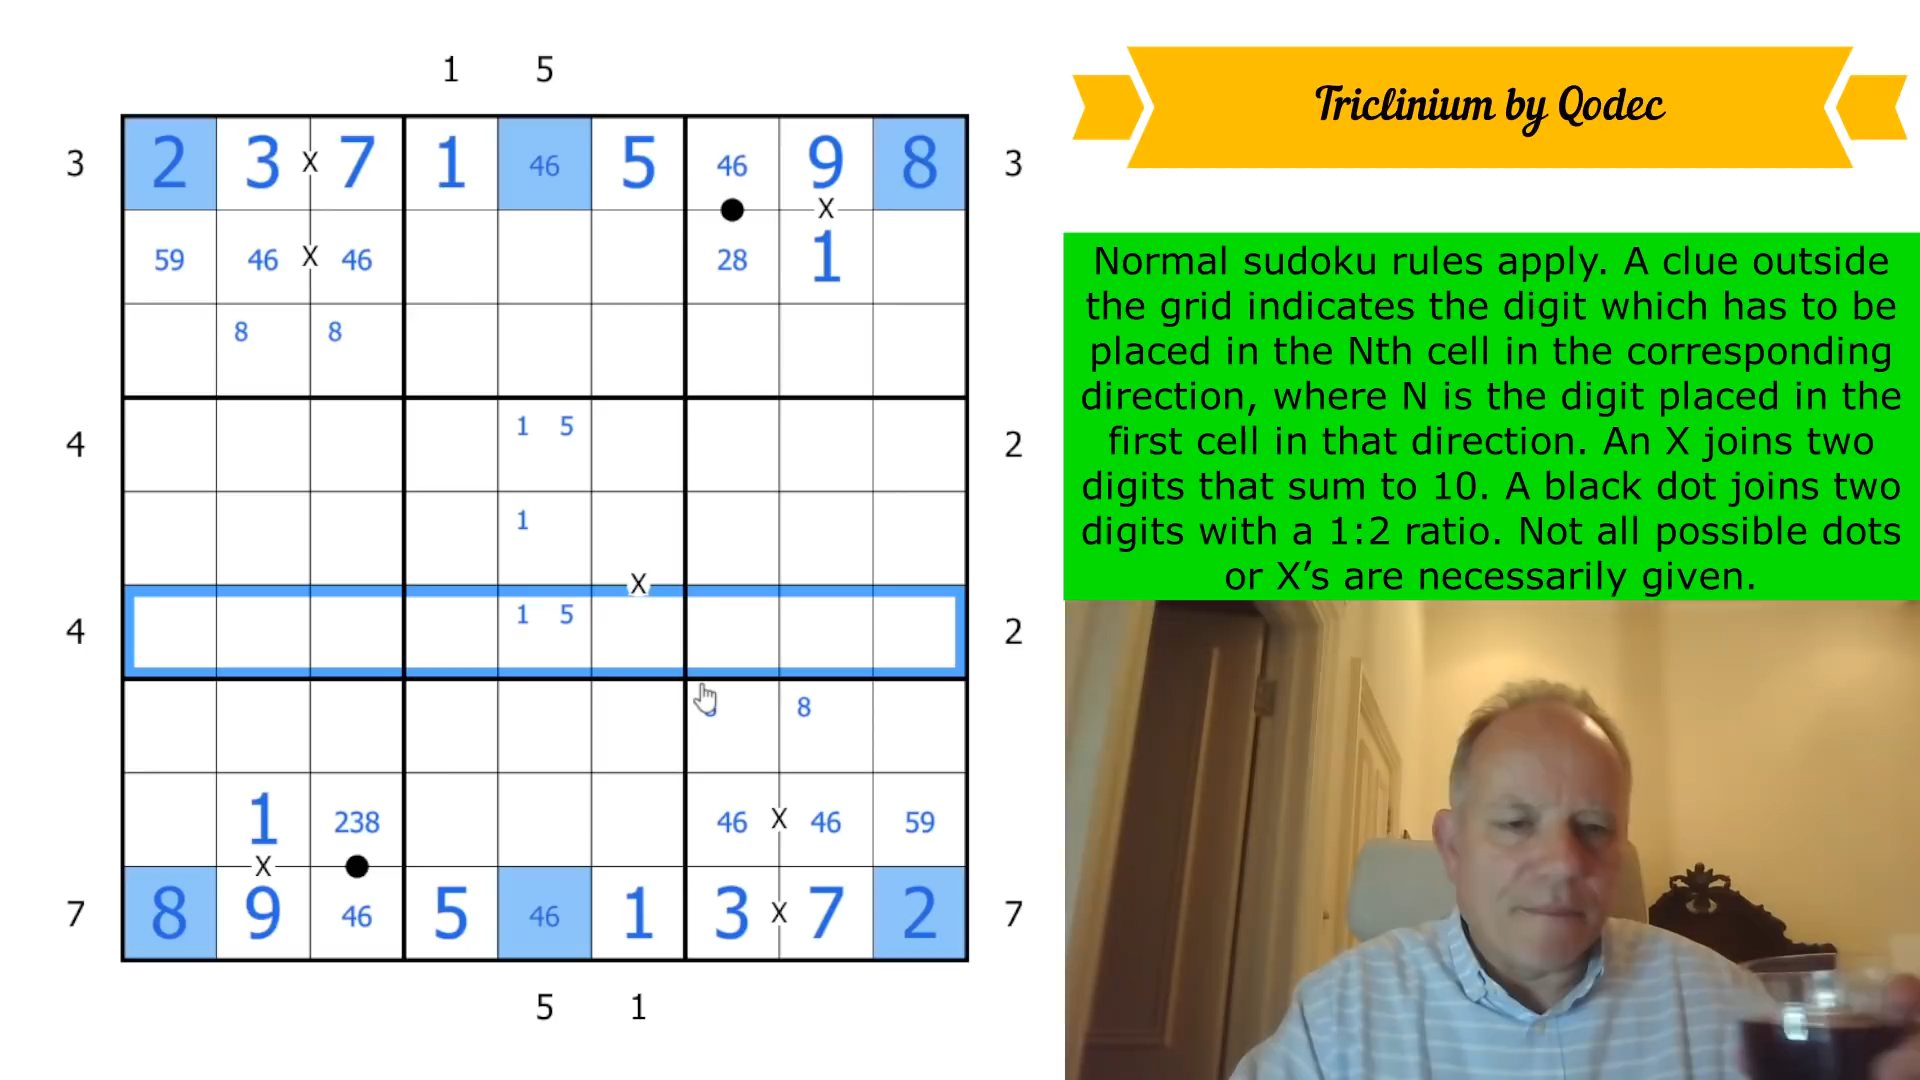 1 5
Triclinium by Qodec
3 2 3 X 7 1 46 5 46 9 8 3
X
59 46 X 46 28 1
8 8
Normal sudoku rules apply. A clue outside
the grid indicates the digit which has to be
placed in the Nth cell in the corresponding
direction, where N is the digit placed in the
first cell in that direction. An X joins two
digits that sum to 10. A black dot joins two
digits with a 1:2 ratio. Not all possible dots
or X’s are necessarily given.
4 1 5 2
1
X
4 1 5 2
8
1 238 46 X 46 59
X
7 8 9 46 5 46 1 3 X 7 2 7
5 1